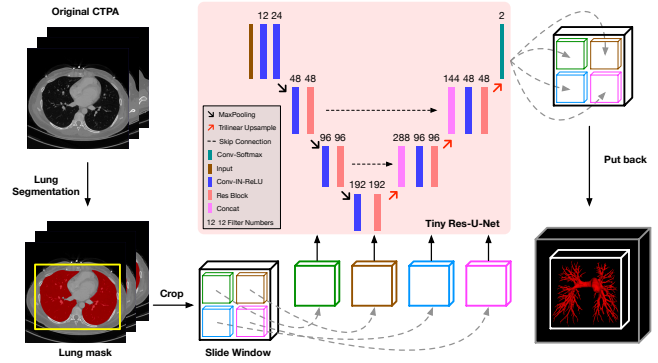 Original CTPA
12 24
2
48 48
144 48 48
MaxPooling
Trilinear Upsample
Skip Connection
Conv-Softmax
Input
Conv-IN-ReLU
Res Block
Concat
12 12 Filter Numbers
96 96
288 96 96
192 192
Tiny Res-U-Net
Lung
Segmentation
Put back
Crop
Lung mask
Slide Window